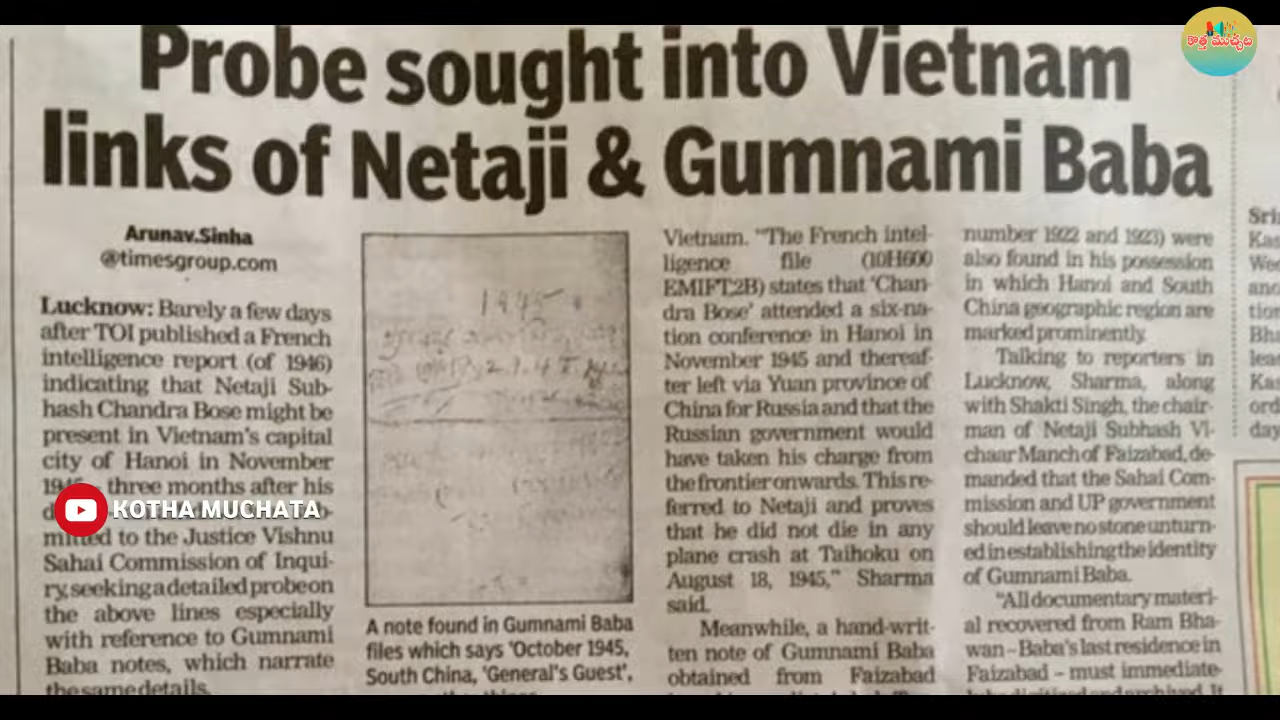 కొత్త ముచ్చట
Probe sought into Vietnam
links of Netaji & Gumnami Baba
Arunav.Sinha
@timesgroup.com
Lucknow: Barely a few days
after TOI published a French
intelligence report (of 1946)
indicating that Netaji Sub-
hash Chandra Bose might be
present in Vietnam's capital
city of Hanoi in November
three months after his
KOTHA MUCHATA
mitted to the Justice Vishnu
Sahai Commission of Inqui-
ry, seeking a detailed probe on
the above lines especially
with reference to Gumnami
Baba notes, which narrate
the same details.
1945
A note found in Gumnami Baba
files which says 'October 1945,
South China, 'General's Guest',
Vietnam. "The French intel-
ligence file (10H600
EMIFT2B) states that 'Chan-
dra Bose' attended a six-na-
tion conference in Hanoi in
November 1945 and thereaf-
ter left via Yuan province of
China for Russia and that the
Russian government would
have taken his charge from
the frontier onwards. This re-
ferred to Netaji and proves
that he did not die in any
plane crash at Taihoku on
August 18, 1945," Sharma
said.
Meanwhile, a hand-writ-
ten note of Gumnami Baba
obtained from Faizabad
number 1922 and 1923) were
also found in his possession
in which Hanoi and South
China geographic region are
marked prominently.
Talking to reporters in
Lucknow, Sharma, along
with Shakti Singh, the chair-
man of Netaji Subhash Vi-
chaar Manch of Faizabad, de-
manded that the Sahai Com-
mission and UP government
should leave no stone unturn-
ed in establishing the identity
of Gumnami Baba.
"All documentary materi-
al recovered from Ram Bha-
wan – Baba's last residence in
Faizabad – must immediate-